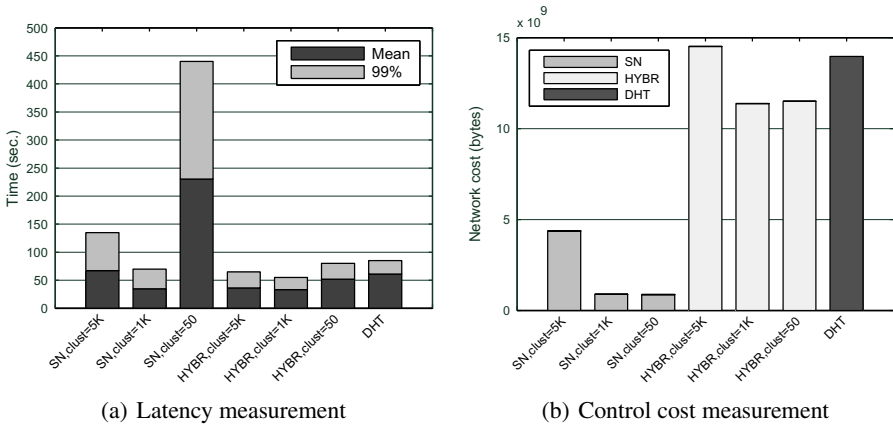 500
450
400
350
300
250
200
150
100
50
0
Time (sec.)
Mean
99%
SN,clust=5K
SN,clust=1K
SN,clust=50
HYBR,clust=5K
HYBR,clust=1K
HYBR,clust=50
DHT
(a) Latency measurement
x 10^9
15
10
5
0
Network cost (bytes)
SN
HYBR
DHT
SN,clust=5K
SN,clust=1K
SN,clust=50
HYBR,clust=5K
HYBR,clust=1K
HYBR,clust=50
DHT
(b) Control cost measurement